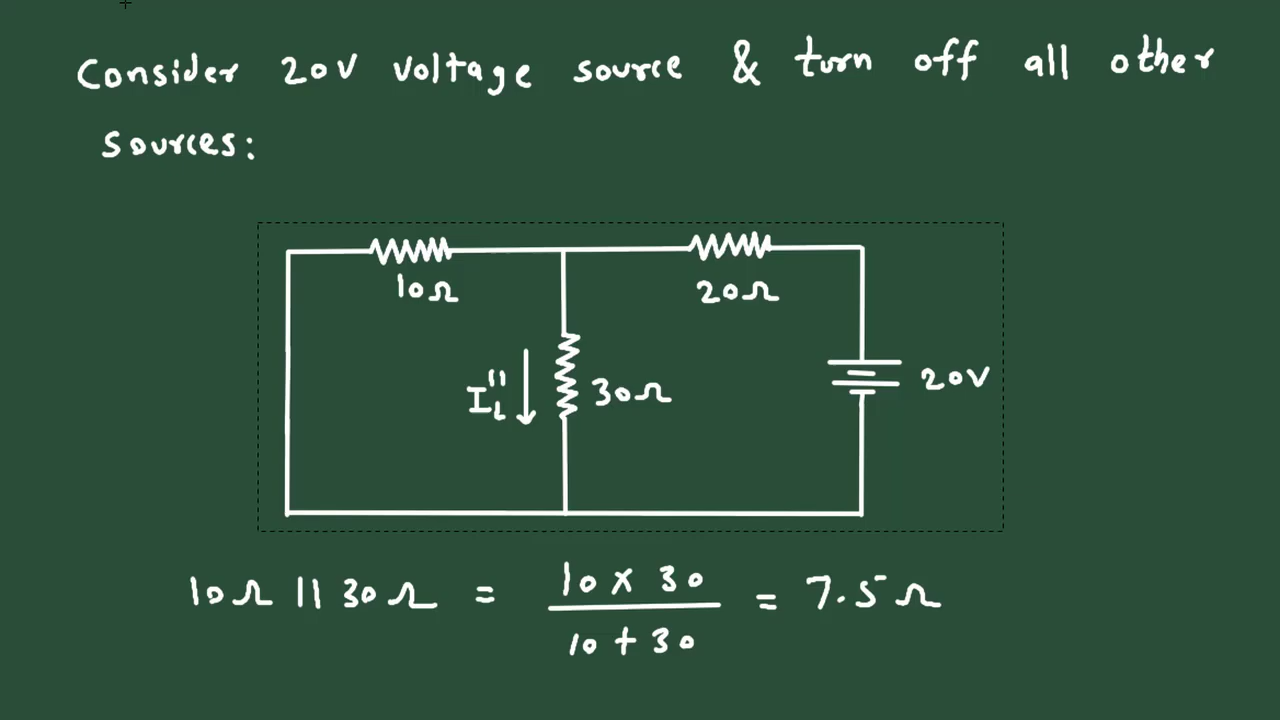 Consider 20V voltage source & turn off all other
sources:
10Ω
20Ω
I"L
30Ω
20V
10Ω || 30Ω = 10 x 30 / 10 + 30 = 7.5Ω